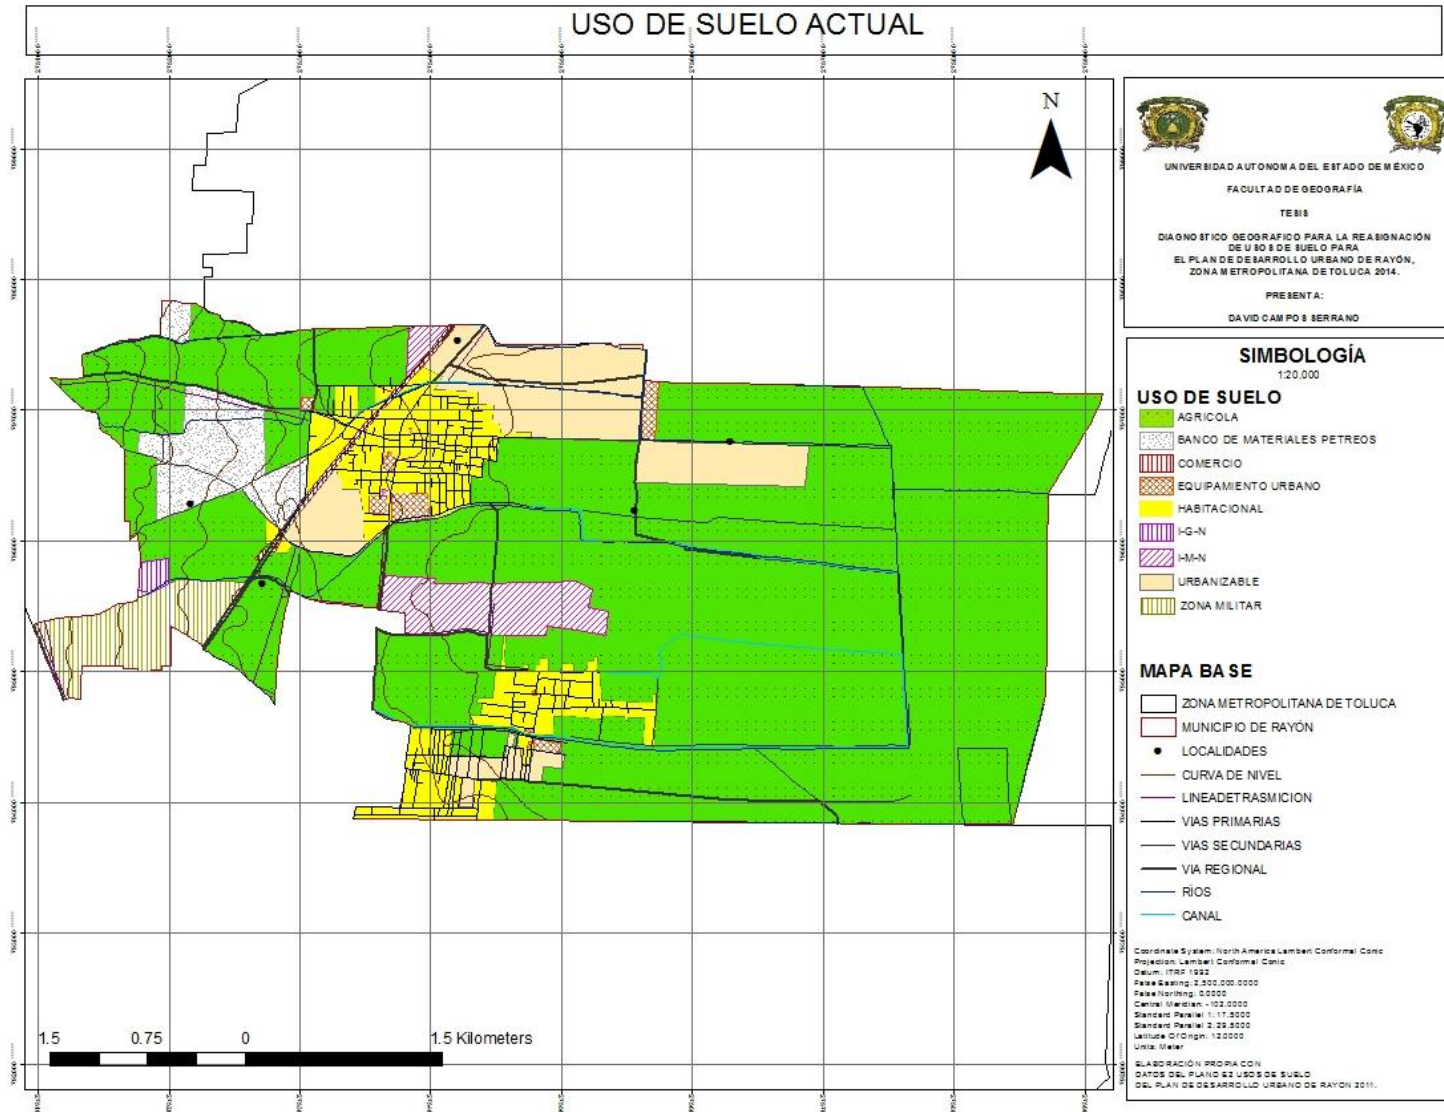 USO DE SUELO ACTUAL
N
UNIVERSIDAD AUTONOMA DEL ESTADO DE MÉXICO
FACULTAD DE GEOGRAFÍA
TESIS
DIAGNOSTICO GEOGRAFICO PARA LA REASIGNACIÓN
DE USOS DE SUELO PARA
EL PLAN DE DESARROLLO URBANO DE RAYÓN,
ZONA METROPOLITANA DE TOLUCA 2014.
PRESENTA:
DAVID CAMPOS SERRANO
SIMBOLOGÍA
1:20,000
USO DE SUELO
AGRICOLA
BANCO DE MATERIALES PETREOS
COMERCIO
EQUIPAMIENTO URBANO
HABITACIONAL
I-G-N
I-M-N
URBANIZABLE
ZONA MILITAR
MAPA BASE
ZONA METROPOLITANA DE TOLUCA
MUNICIPIO DE RAYÓN
LOCALIDADES
CURVA DE NIVEL
LINEADETRASMICION
VIAS PRIMARIAS
VIAS SECUNDARIAS
VIA REGIONAL
RÍOS
CANAL
Coordinate System: North America Lambert Conformal Conic
Projection: Lambert Conformal Conic
Datum: ITRF 1992
False Easting: 2,500,000.0000
False Northing: 0.0000
Central Meridian: -102.0000
Standard Parallel 1: 17.5000
Standard Parallel 2: 29.5000
Latitude Of Origin: 12.0000
Units: Meter
ELABORACIÓN PROPIA CON
DATOS DEL PLANO E2 USOS DE SUELO
DEL PLAN DE DESARROLLO URBANO DE RAYON 2011.
1.5 0.75 0 1.5 Kilometers